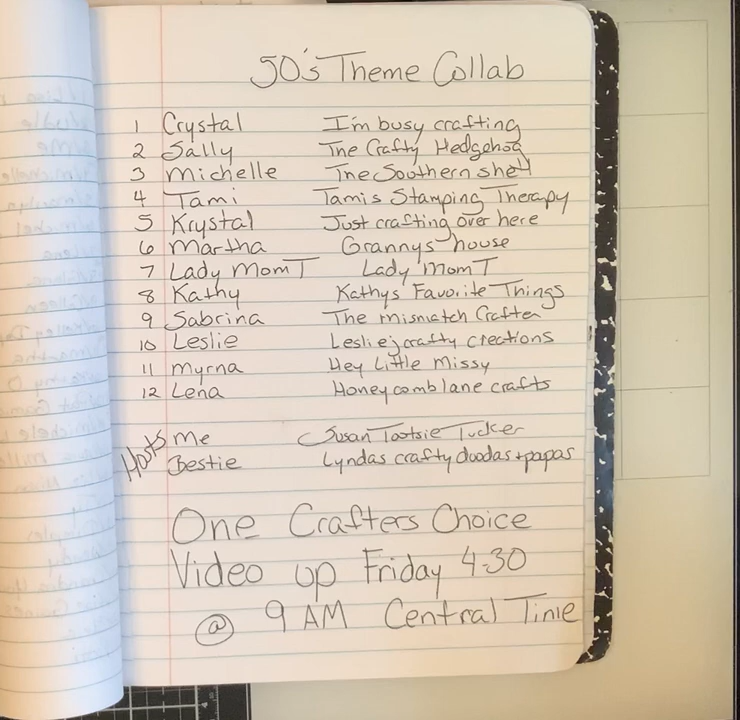 50's Theme Collab
1 Crystal I'm busy crafting
2 Sally The Crafty Hedgehog
3 Michelle The Southern shell
4 Tami Tamis Stamping Therapy
5 Krystal Just crafting over here
6 Martha Grannys house
7 Lady MomT Lady MomT
8 Kathy Kathys Favorite Things
9 Sabrina The mismatch Crafter
10 Leslie Leslie's crafty creations
11 Myrna Hey Little Missy
12 Lena Honeycomb lane crafts
Hosts Me Susan Tootsie Tucker
Bestie Lyndas crafty doodas + papas
One Crafters Choice
Video up Friday 4.30
@ 9 AM Central Time